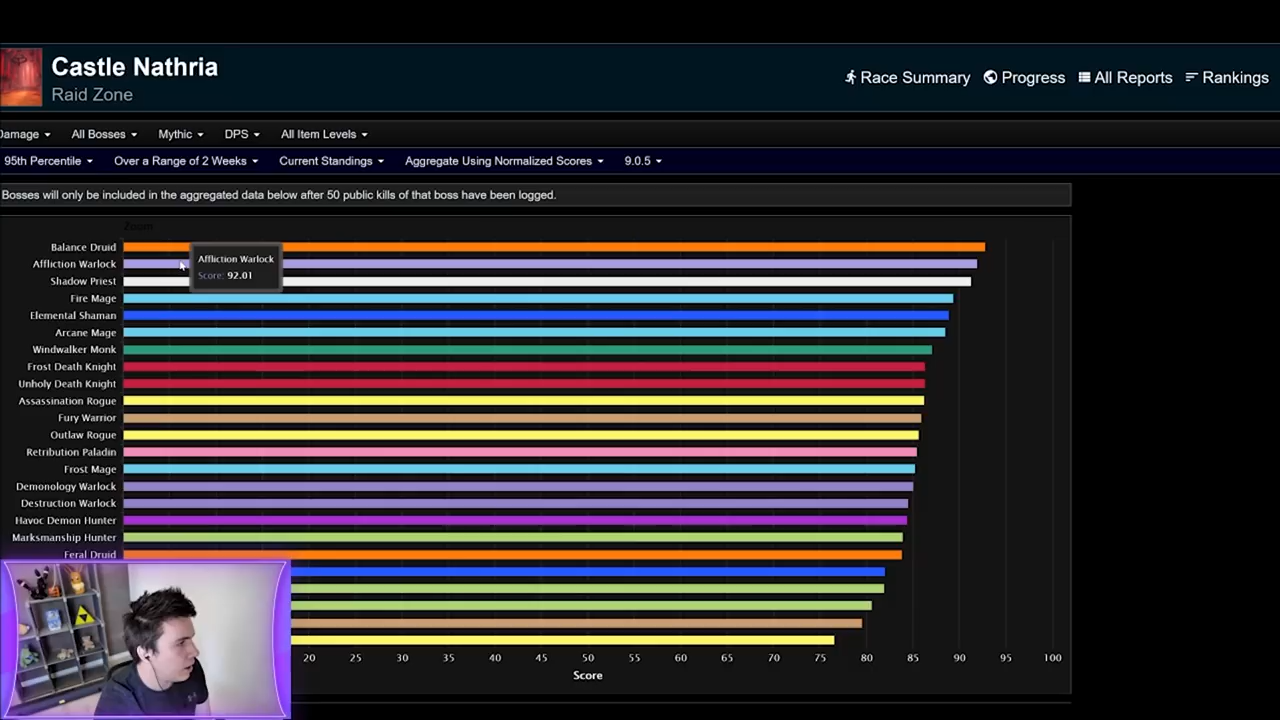 Castle Nathria
Raid Zone
Race Summary Progress All Reports Rankings
Damage All Bosses Mythic DPS All Item Levels
95th Percentile Over a Range of 2 Weeks Current Standings Aggregate Using Normalized Scores 9.0.5
Bosses will only be included in the aggregated data below after 50 public kills of that boss have been logged.
Zoom
Balance Druid
Affliction Warlock
Affliction Warlock
Score: 92.01
Shadow Priest
Fire Mage
Elemental Shaman
Arcane Mage
Windwalker Monk
Frost Death Knight
Unholy Death Knight
Assassination Rogue
Fury Warrior
Outlaw Rogue
Retribution Paladin
Frost Mage
Demonology Warlock
Destruction Warlock
Havoc Demon Hunter
Marksmanship Hunter
Feral Druid
20 25 30 35 40 45 50 55 60 65 70 75 80 85 90 95 100
Score